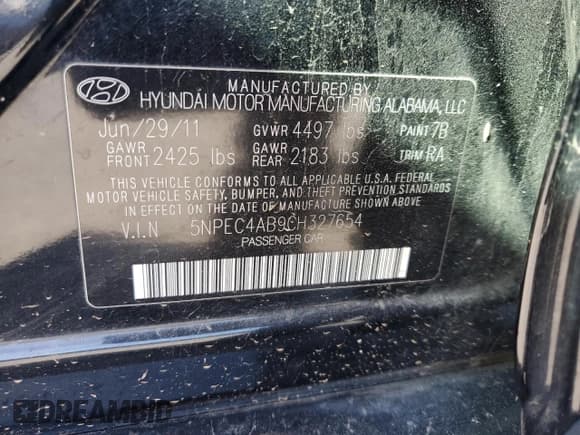 MANUFACTURED BY
HYUNDAI MOTOR MANUFACTURING ALABAMA, LLC
Jun/29/11 GVWR 4497 lbs PAINT 7B
GAWR FRONT 2425 lbs GAWR REAR 2183 lbs TRIM RA
THIS VEHICLE CONFORMS TO ALL APPLICABLE U.S.A. FEDERAL
MOTOR VEHICLE SAFETY, BUMPER, AND THEFT PREVENTION STANDARDS
IN EFFECT ON THE DATE OF MANUFACTURE SHOWN ABOVE.
V.I.N 5NPEC4AB9CH327654
PASSENGER CAR
DREAMBID